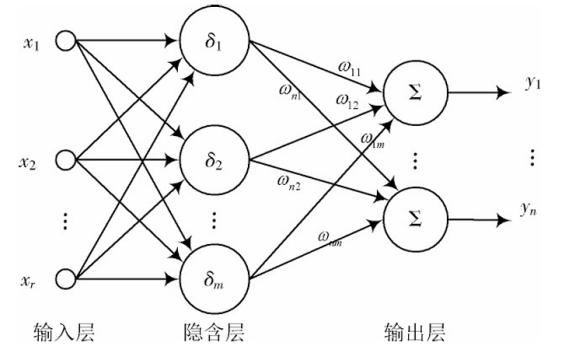 x1 δ1 ω11 Σ y1
ωn1 ω12
x2 δ2 ω1m
ωn2
⋮ ⋮ ⋮ ⋮
Σ yn
xr δm ωnm
输入层 隐含层 输出层